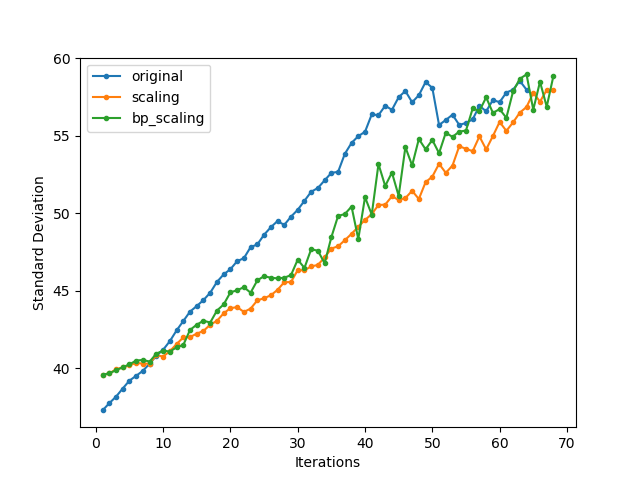 original
scaling
bp_scaling
Standard Deviation
60
55
50
45
40
0 10 20 30 40 50 60 70
Iterations